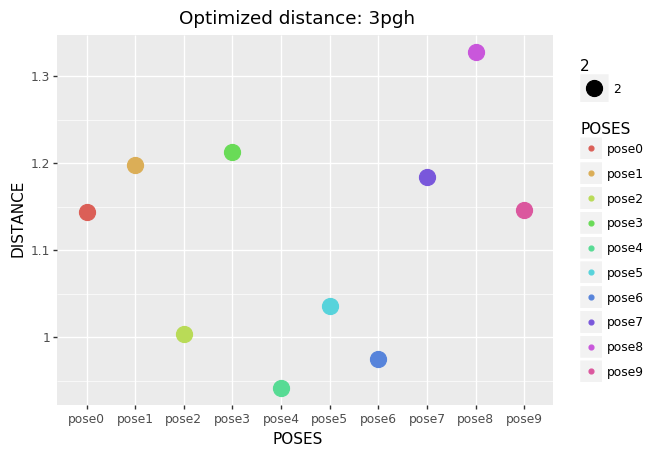 Optimized distance: 3pgh
DISTANCE
1.3
1.2
1.1
1
pose0 pose1 pose2 pose3 pose4 pose5 pose6 pose7 pose8 pose9
POSES
2
2
POSES
pose0
pose1
pose2
pose3
pose4
pose5
pose6
pose7
pose8
pose9